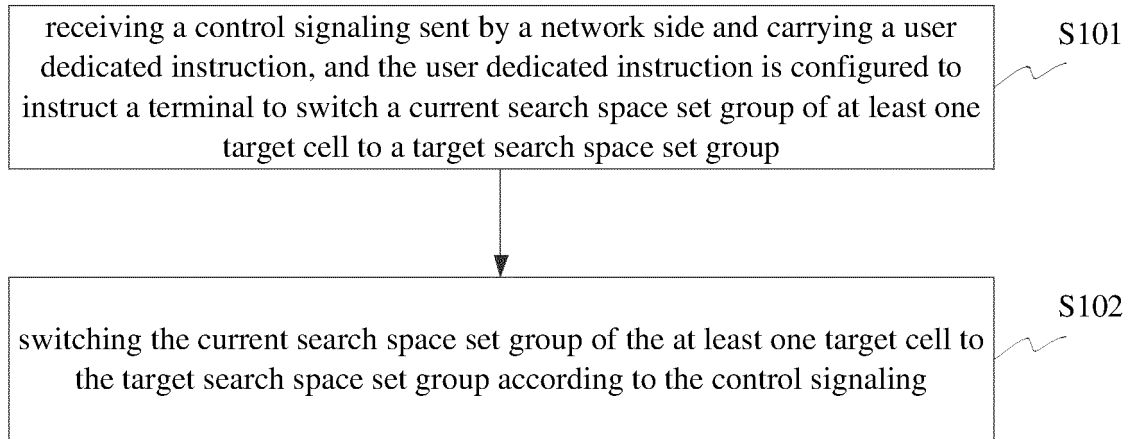 receiving a control signaling sent by a network side and carrying a user
dedicated instruction, and the user dedicated instruction is configured to
instruct a terminal to switch a current search space set group of at least one
target cell to a target search space set group
S101
switching the current search space set group of the at least one target cell to
the target search space set group according to the control signaling
S102